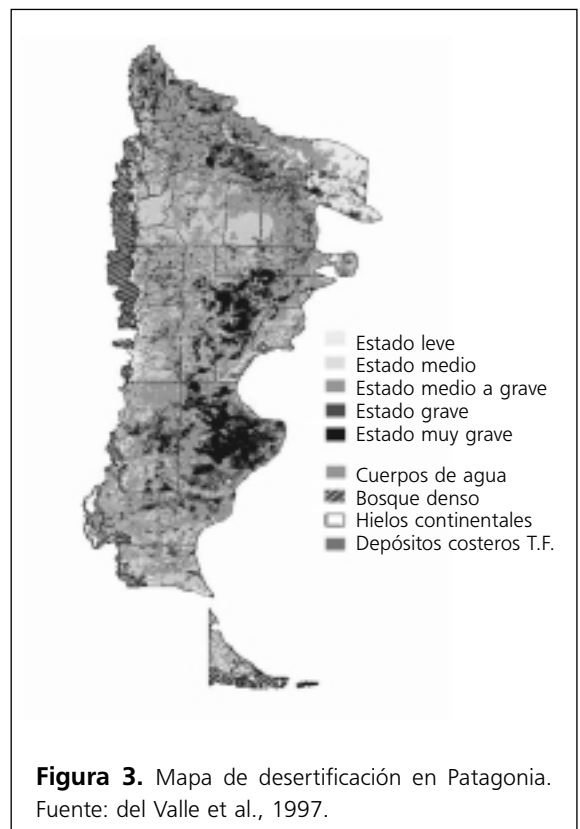 Estado leve
Estado medio
Estado medio a grave
Estado grave
Estado muy grave
Cuerpos de agua
Bosque denso
Hielos continentales
Depósitos costeros T.F.
Figura 3. Mapa de desertificación en Patagonia.
Fuente: del Valle et al., 1997.